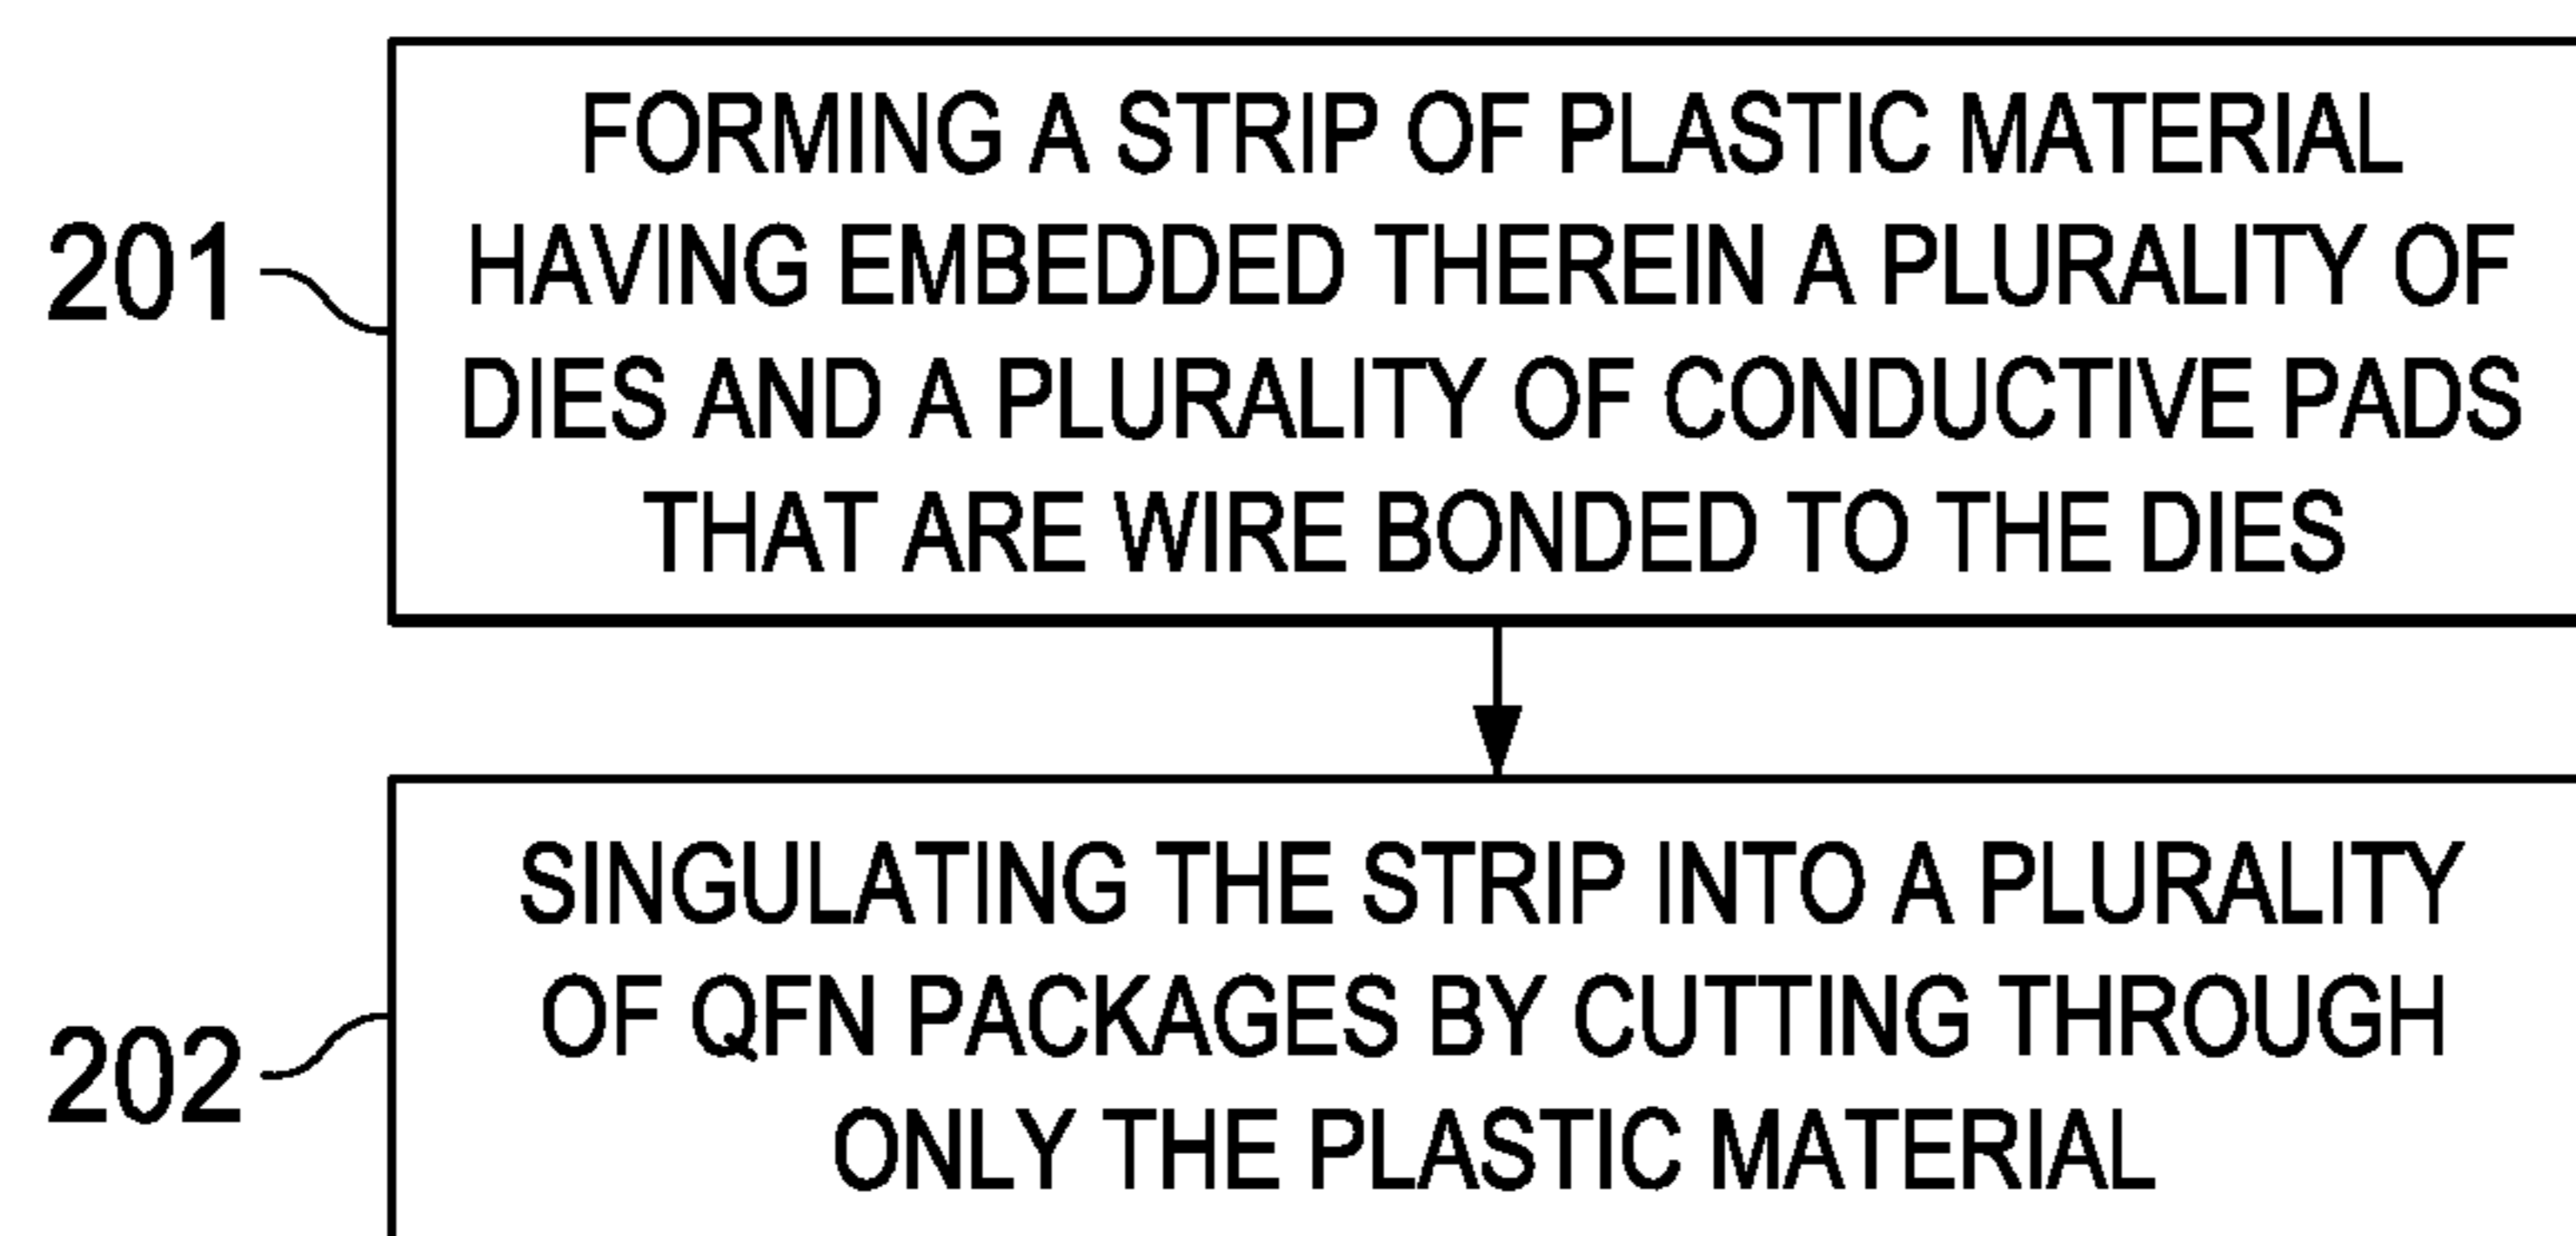 FORMING A STRIP OF PLASTIC MATERIAL
HAVING EMBEDDED THEREIN A PLURALITY OF
DIES AND A PLURALITY OF CONDUCTIVE PADS
THAT ARE WIRE BONDED TO THE DIES
201
SINGULATING THE STRIP INTO A PLURALITY
OF QFN PACKAGES BY CUTTING THROUGH
ONLY THE PLASTIC MATERIAL
202